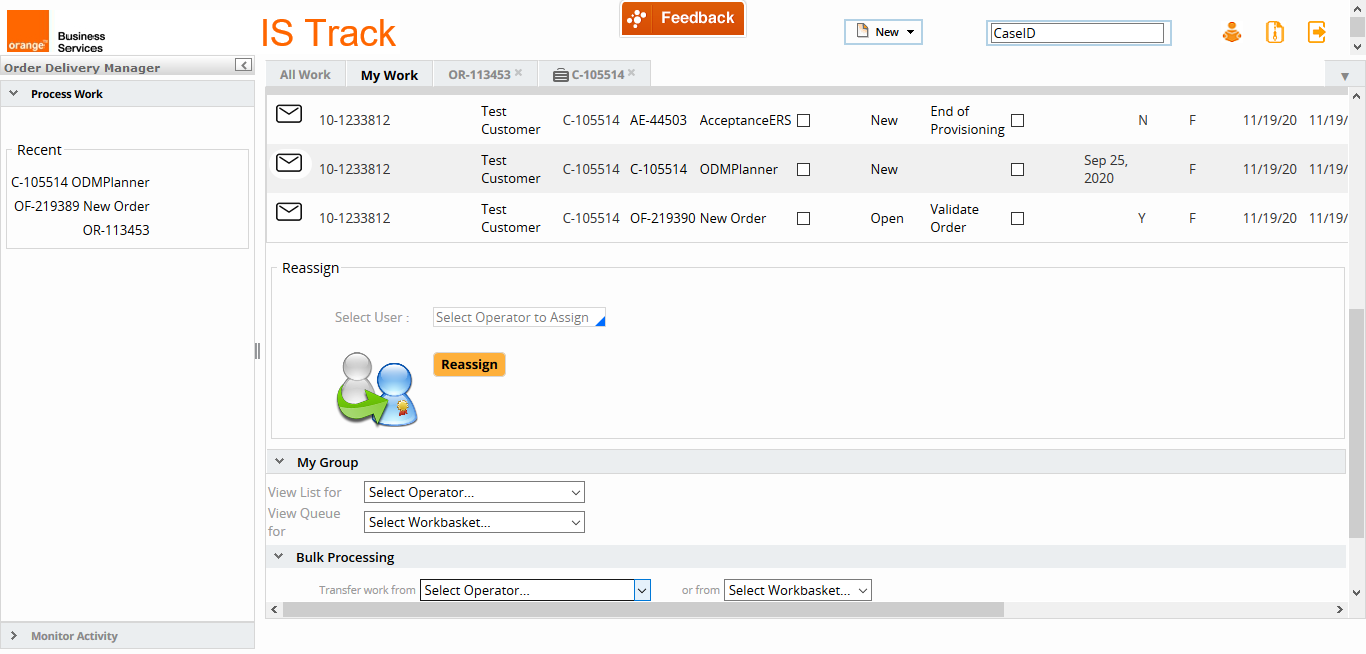 orange™
Business
Services
IS Track
Feedback
New
CaseID
Order Delivery Manager
Process Work
Recent
C-105514 ODMPlanner
OF-219389 New Order
OR-113453
Monitor Activity
All Work My Work OR-113453 × C-105514 ×
10-1233812 Test Customer C-105514 AE-44503 AcceptanceERS New End of Provisioning N F 11/19/20 11/19/
10-1233812 Test Customer C-105514 C-105514 ODMPlanner New Sep 25, 2020 F 11/19/20 11/19/
10-1233812 Test Customer C-105514 OF-219390 New Order Open Validate Order Y F 11/19/20 11/19/
Reassign
Select User : Select Operator to Assign
Reassign
My Group
View List for Select Operator...
View Queue for Select Workbasket...
Bulk Processing
Transfer work from Select Operator... or from Select Workbasket...